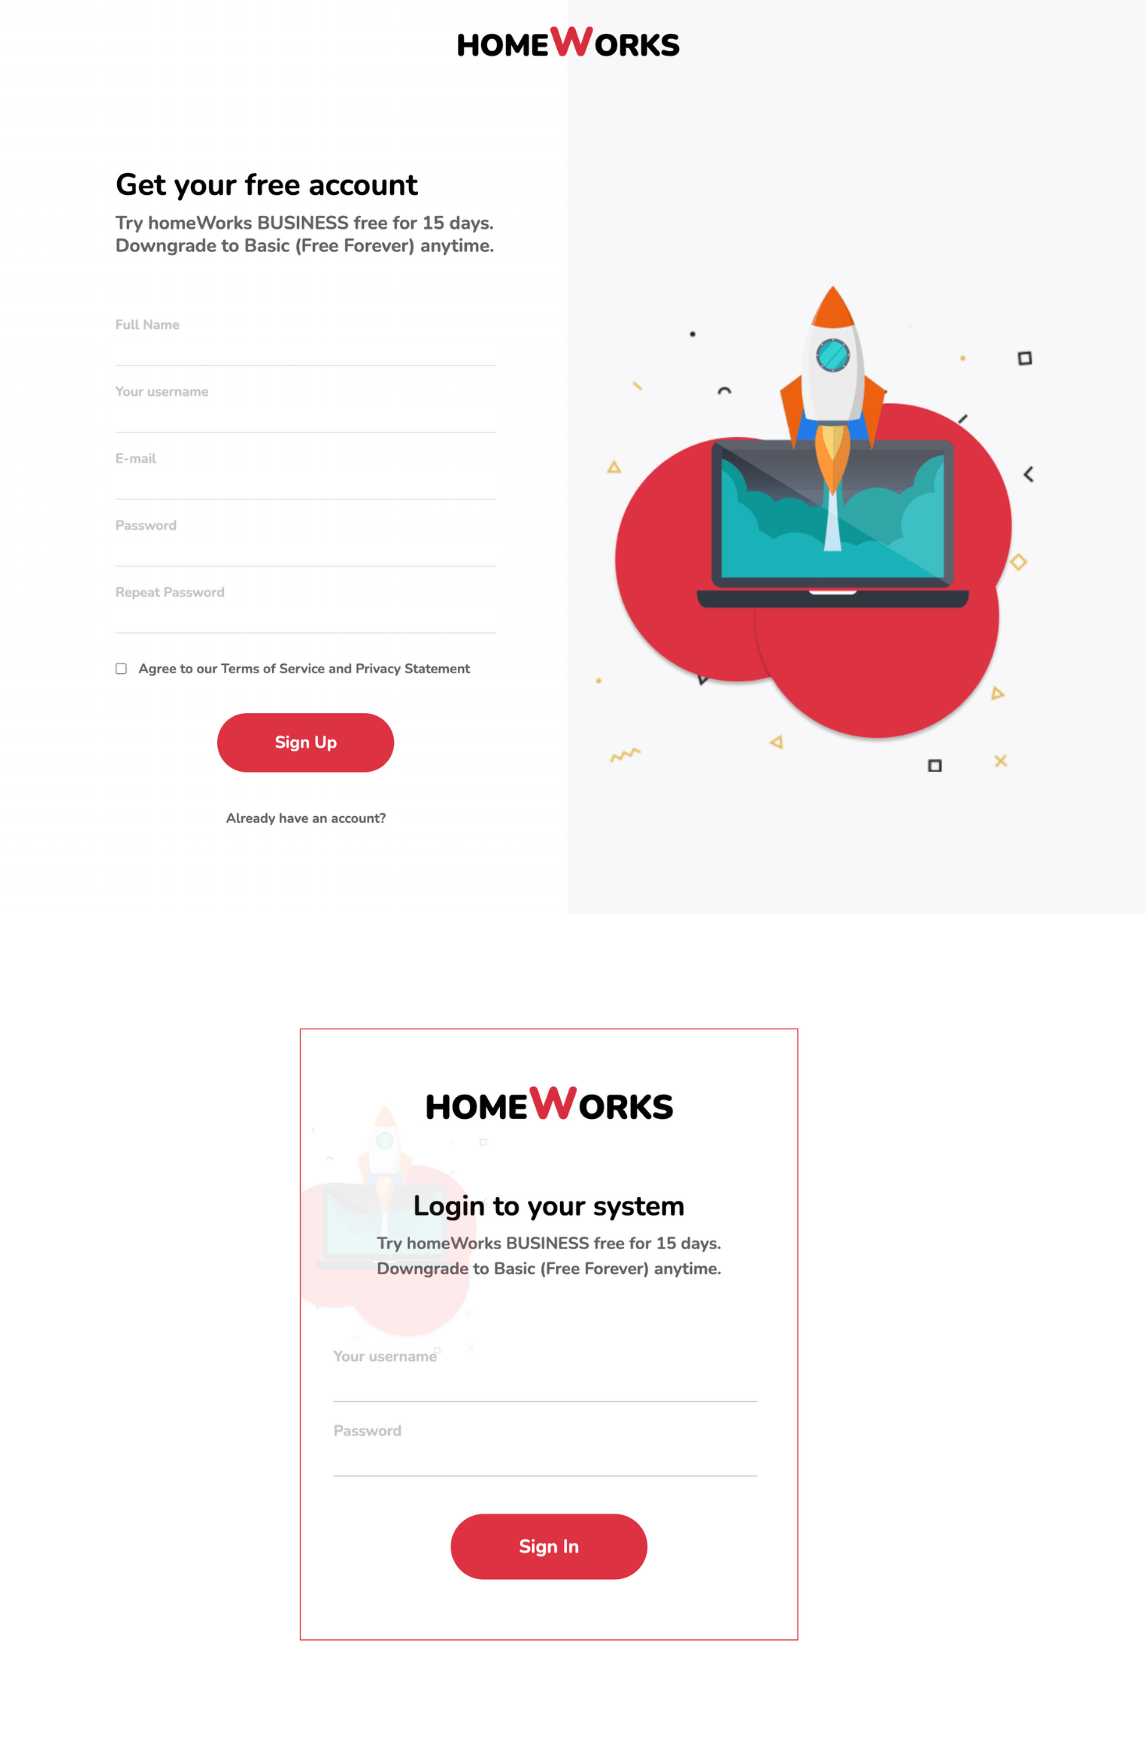 HOMEWORKS
Get your free account
Try homeWorks BUSINESS free for 15 days.
Downgrade to Basic (Free Forever) anytime.
Full Name
Your username
E-mail
Password
Repeat Password
Agree to our Terms of Service and Privacy Statement
Sign Up
Already have an account?
HOMEWORKS
Login to your system
Try homeWorks BUSINESS free for 15 days.
Downgrade to Basic (Free Forever) anytime.
Your username
Password
Sign In